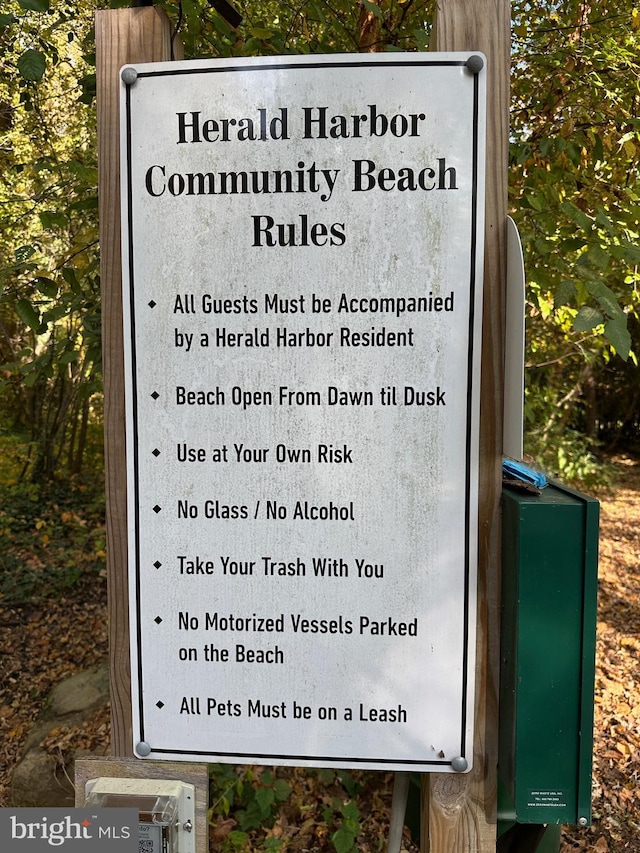 Herald Harbor
Community Beach
Rules
⬥ All Guests Must be Accompanied
by a Herald Harbor Resident
⬥ Beach Open From Dawn til Dusk
⬥ Use at Your Own Risk
⬥ No Glass / No Alcohol
⬥ Take Your Trash With You
⬥ No Motorized Vessels Parked
on the Beach
⬥ All Pets Must be on a Leash
bright MLS